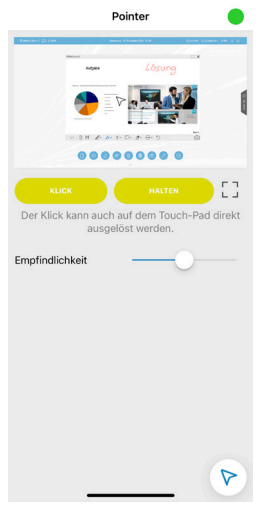 Pointer
Aufgabe
Lösung
KLICK
HALTEN
Der Klick kann auch auf dem Touch-Pad direkt
ausgelöst werden.
Empfindlichkeit